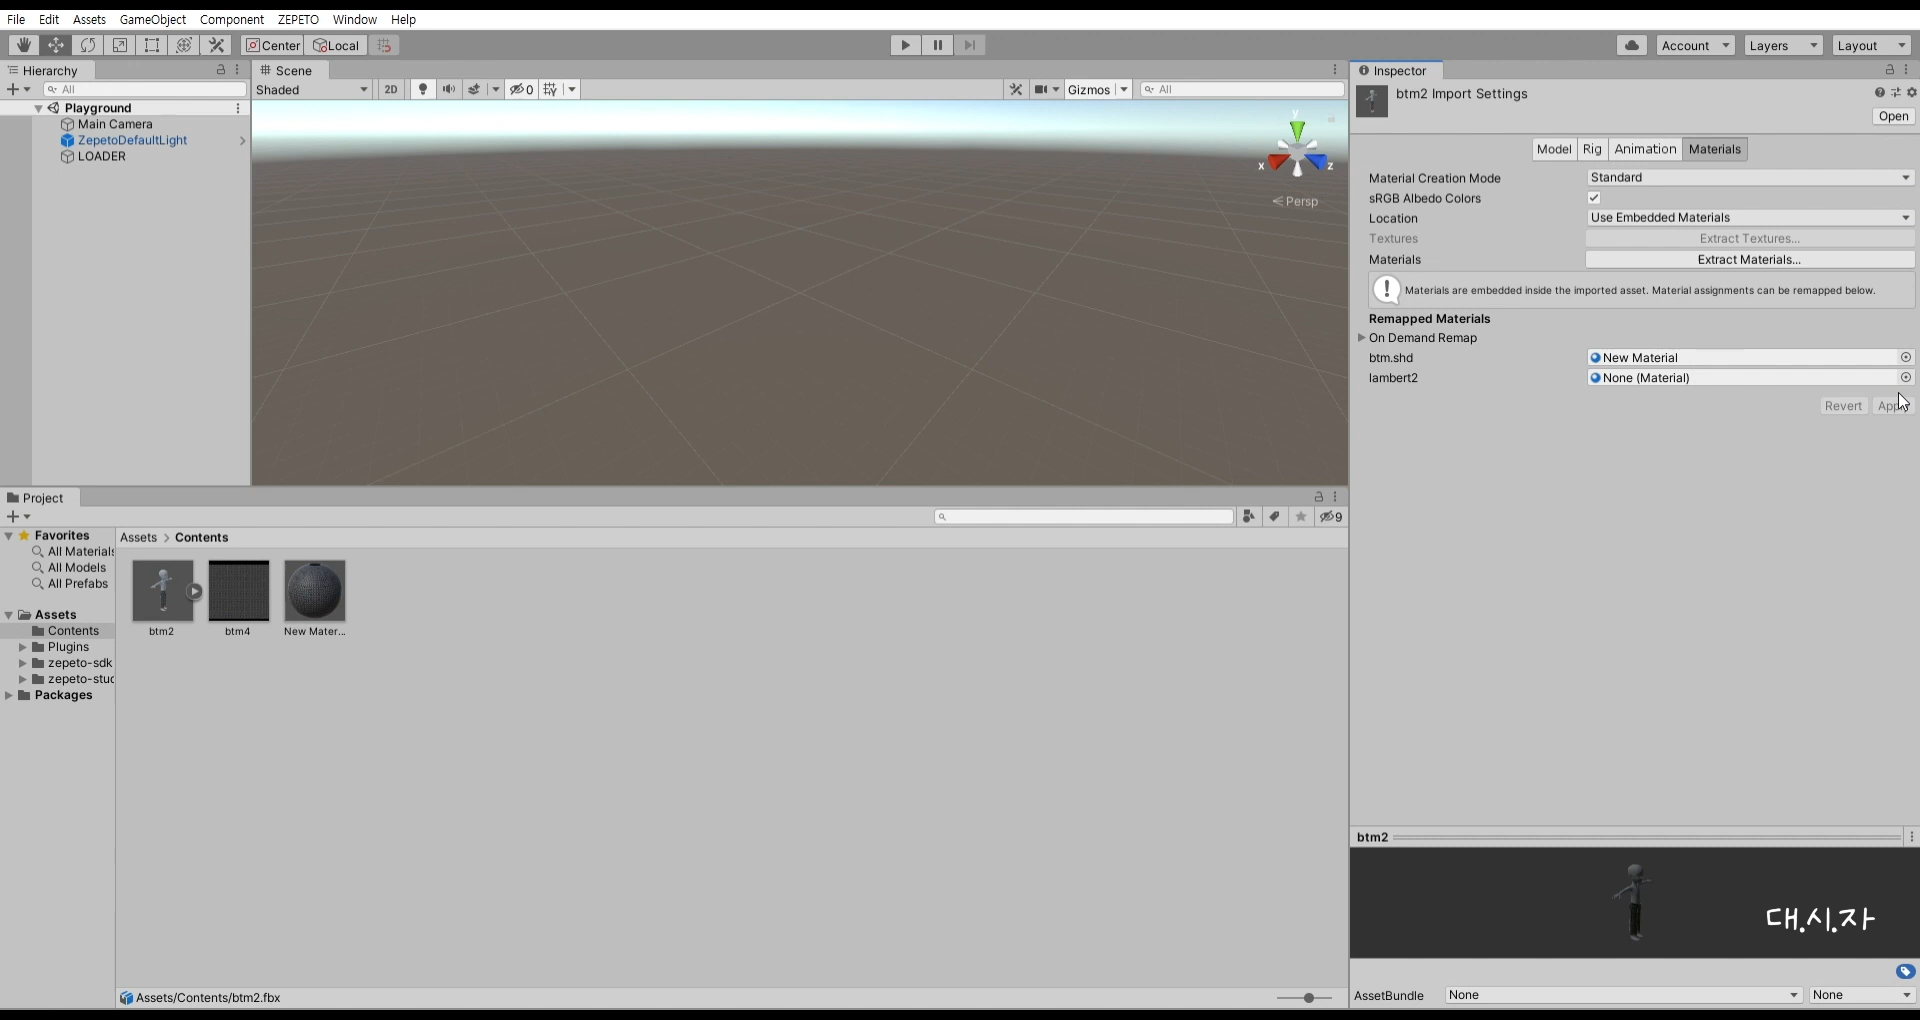 File Edit Assets GameObject Component ZEPETO Window Help
Center Local
Account Layers Layout
Hierarchy
All
Playground
Main Camera
ZepetoDefaultLight
LOADER
Scene
Shaded 2D 0 Gizmos All
y
x z
Persp
Inspector
btm2 Import Settings
Open
Model Rig Animation Materials
Material Creation Mode Standard
sRGB Albedo Colors
Location Use Embedded Materials
Textures Extract Textures...
Materials Extract Materials...
Materials are embedded inside the imported asset. Material assignments can be remapped below.
Remapped Materials
On Demand Remap
btm.shd New Material
lambert2 None (Material)
Revert
Project
9
Favorites
All Materials
All Models
All Prefabs
Assets
Contents
Plugins
zepeto-sdk
zepeto-stud
Packages
Assets > Contents
btm2 btm4 New Mater...
Assets/Contents/btm2.fbx
btm2
대.시.자
AssetBundle None None